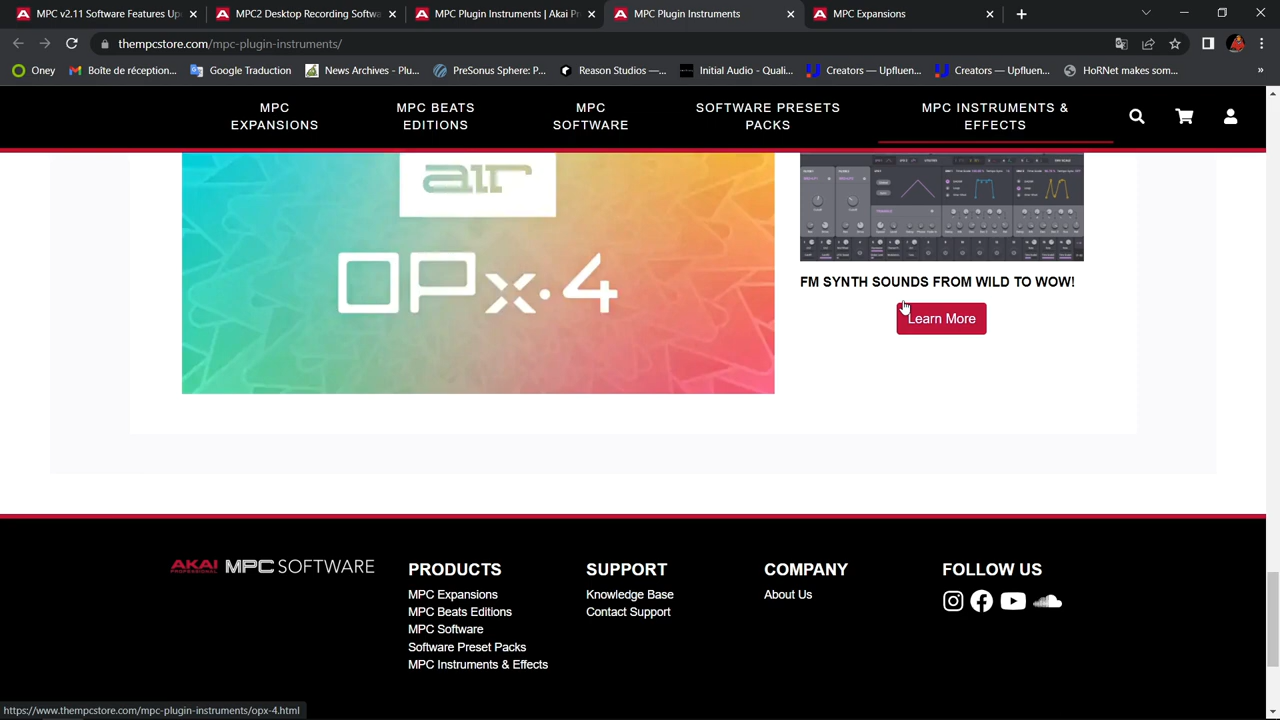 MPC v2.11 Software Features Up
MPC2 Desktop Recording Softwa
MPC Plugin Instruments | Akai Pr
MPC Plugin Instruments
MPC Expansions
thempcstore.com/mpc-plugin-instruments/
Oney
Boîte de réception...
Google Traduction
News Archives - Plu...
PreSonus Sphere: P...
Reason Studios —...
Initial Audio - Quali...
Creators — Upfluen...
Creators — Upfluen...
HoRNet makes som...
»
MPC
EXPANSIONS
MPC BEATS
EDITIONS
MPC
SOFTWARE
SOFTWARE PRESETS
PACKS
MPC INSTRUMENTS &
EFFECTS
air
OPx·4
FM SYNTH SOUNDS FROM WILD TO WOW!
Learn More
AKAI PROFESSIONAL MPCSOFTWARE
PRODUCTS
MPC Expansions
MPC Beats Editions
MPC Software
Software Preset Packs
MPC Instruments & Effects
SUPPORT
Knowledge Base
Contact Support
COMPANY
About Us
FOLLOW US
https://www.thempcstore.com/mpc-plugin-instruments/opx-4.html